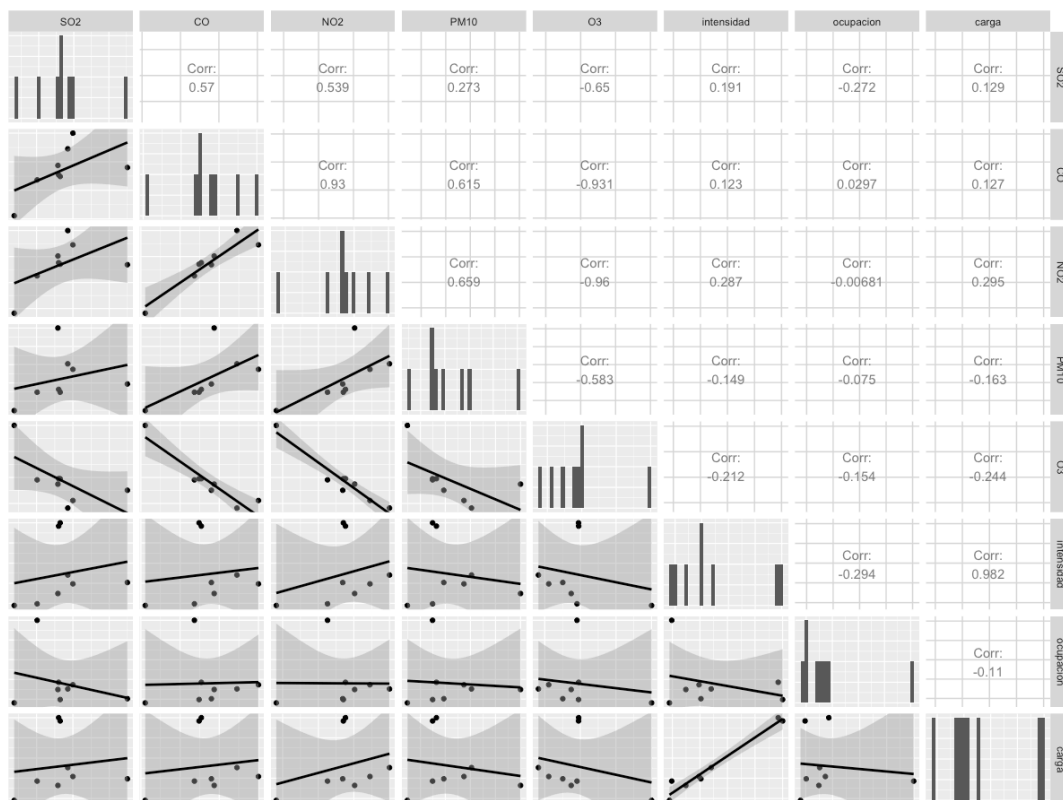 SO2 CO NO2 PM10 O3 intensidad ocupacion carga
Corr: Corr: Corr: Corr: Corr: Corr: Corr:
0.57 0.539 0.273 -0.65 0.191 -0.272 0.129
SO2
Corr: Corr: Corr: Corr: Corr: Corr:
0.93 0.615 -0.931 0.123 0.0297 0.127
CO
Corr: Corr: Corr: Corr: Corr:
0.659 -0.96 0.287 -0.00681 0.295
NO2
Corr: Corr: Corr: Corr:
-0.583 -0.149 -0.075 -0.163
PM10
Corr: Corr: Corr:
-0.212 -0.154 -0.244
O3
Corr: Corr:
-0.294 0.982
intensidad
Corr:
-0.11
ocupacion
carga